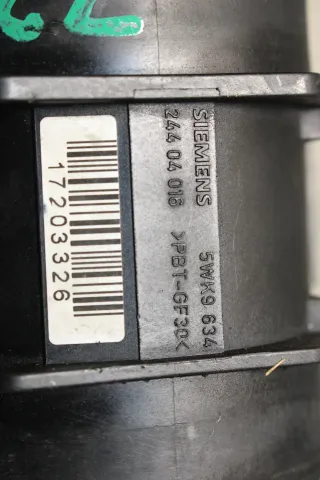 SIEMENS 5WK9 634
244 04 018 >PBT-GF30<
17203326